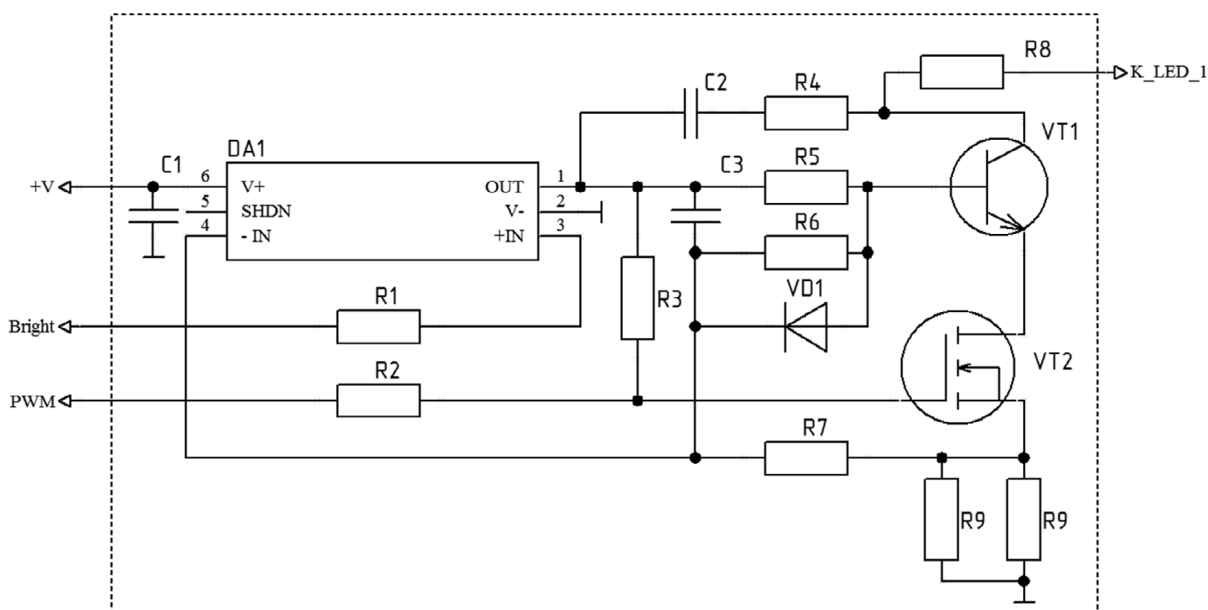 R8
K_LED_1
C2
R4
VT1
DA1
C1
C3
R5
+V
6
V+
OUT
1
5
SHDN
V-
2
4
- IN
+IN
3
R6
R3
VD1
R1
Bright
VT2
R2
PWM
R7
R9
R9